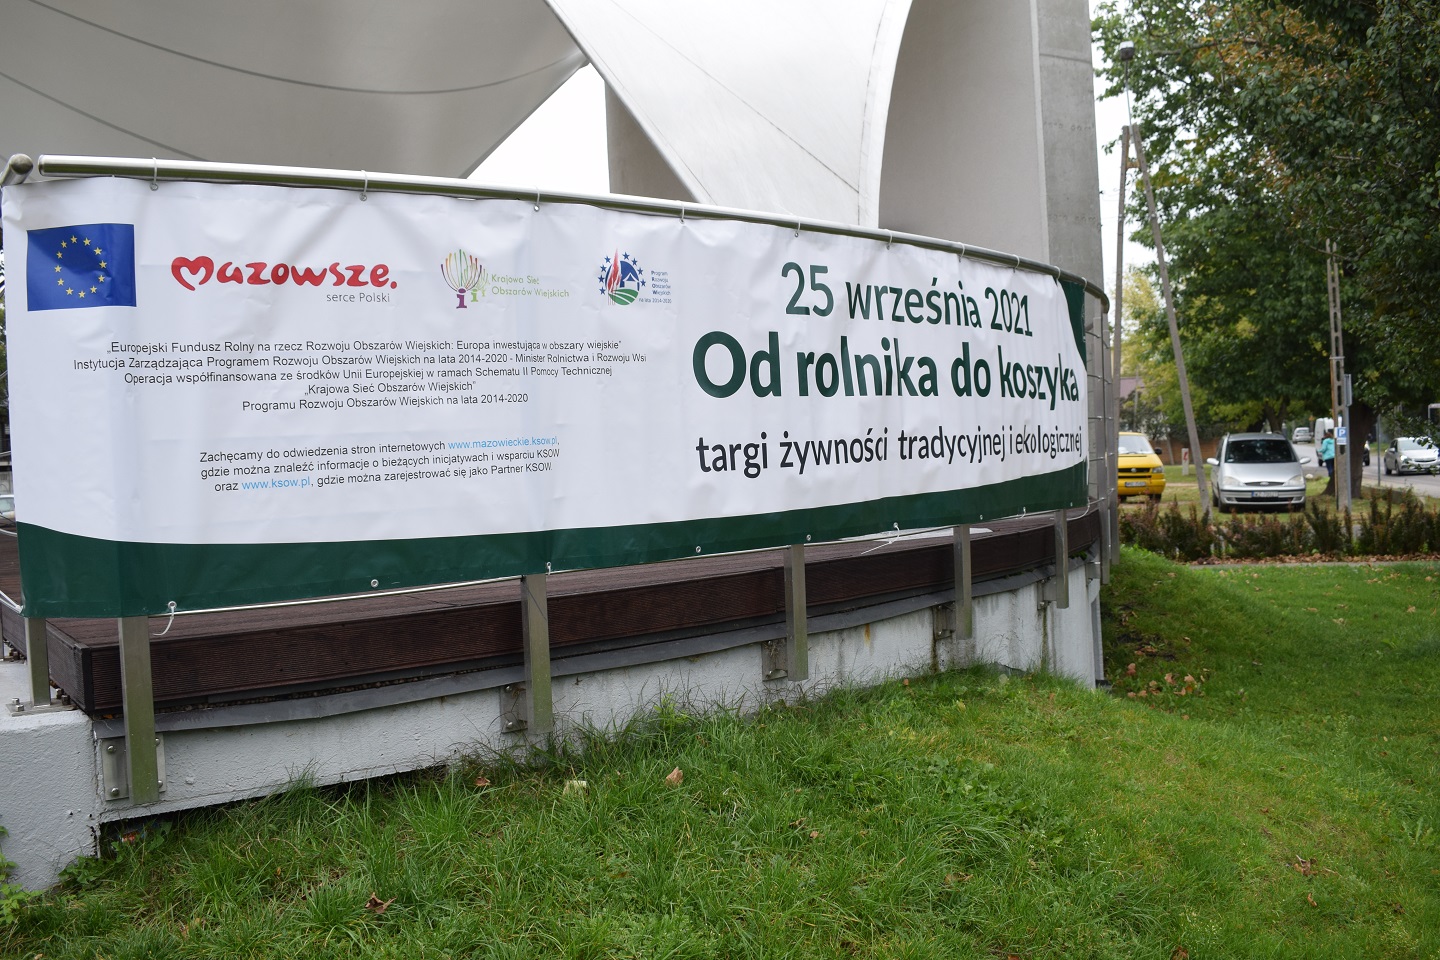 Mazowsze.
serce Polski
Krajowa Sieć
Obszarów Wiejskich
Program
Rozwoju
Obszarów
Wiejskich
na lata 2014-2020
„Europejski Fundusz Rolny na rzecz Rozwoju Obszarów Wiejskich: Europa inwestująca w obszary wiejskie"
Instytucja Zarządzająca Programem Rozwoju Obszarów Wiejskich na lata 2014-2020 - Minister Rolnictwa i Rozwoju Wsi
Operacja współfinansowana ze środków Unii Europejskiej w ramach Schematu II Pomocy Technicznej
„Krajowa Sieć Obszarów Wiejskich"
Programu Rozwoju Obszarów Wiejskich na lata 2014-2020
Zachęcamy do odwiedzenia stron internetowych www.mazowieckie.ksow.pl,
gdzie można znaleźć informacje o bieżących inicjatywach i wsparciu KSOW
oraz www.ksow.pl, gdzie można zarejestrować się jako Partner KSOW.
25 września 2021
Od rolnika do koszyka
targi żywności tradycyjnej i ekologicznej
P